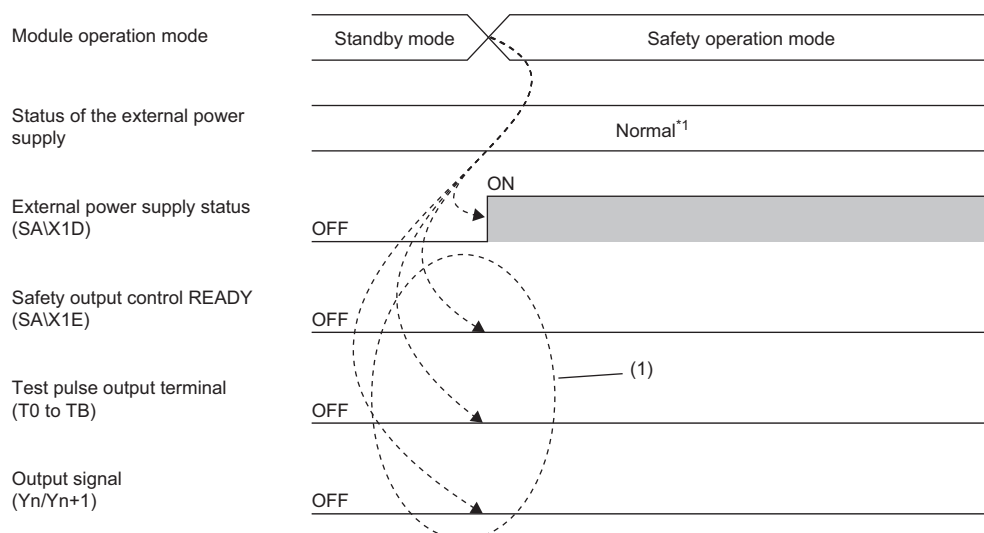 Module operation mode
Standby mode
Safety operation mode
Status of the external power
supply
Normal*1
External power supply status
(SA\X1D)
ON
OFF
Safety output control READY
(SA\X1E)
OFF
(1)
Test pulse output terminal
(T0 to TB)
OFF
Output signal
(Yn/Yn+1)
OFF